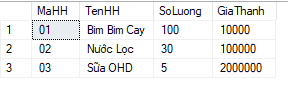 MaHH TenHH SoLuong GiaThanh
1 01 Bim Bim Cay 100 10000
2 02 Nước Lọc 30 100000
3 03 Sữa OHD 5 2000000